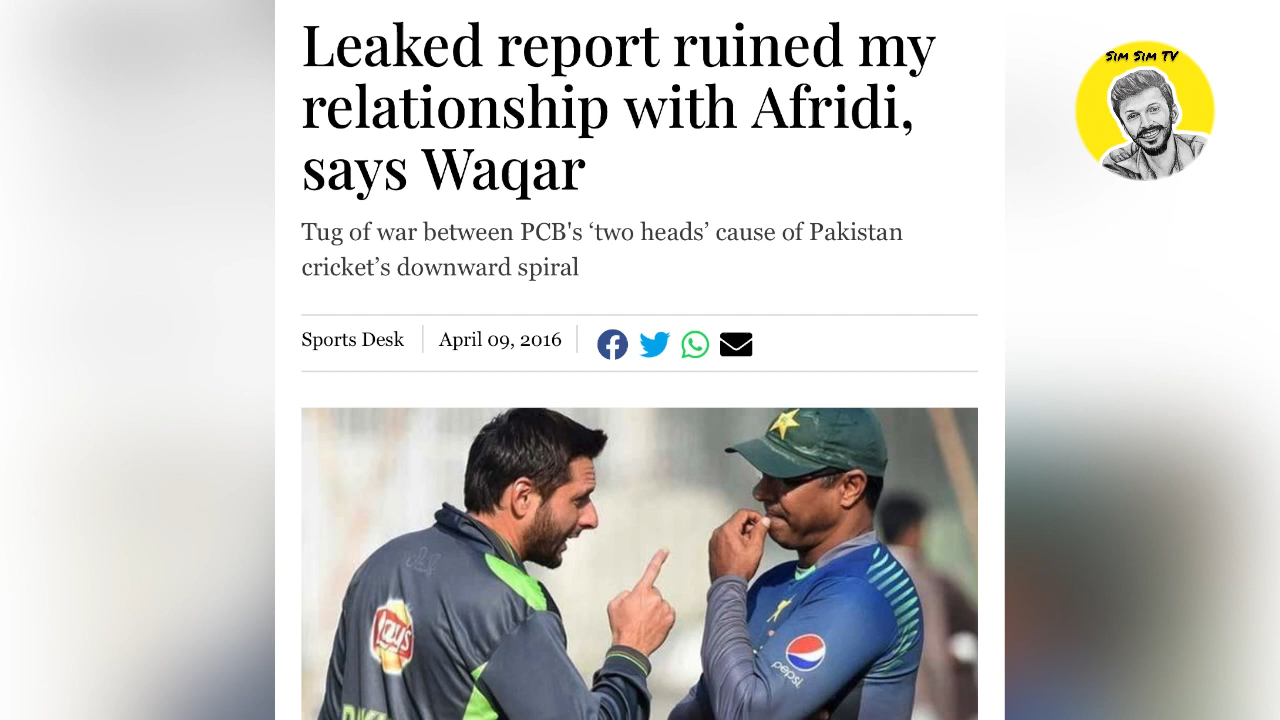 Leaked report ruined my
relationship with Afridi,
says Waqar
Tug of war between PCB's ‘two heads’ cause of Pakistan
cricket’s downward spiral
Sports Desk
April 09, 2016
SIM SIM TV
Lay's
pepsi